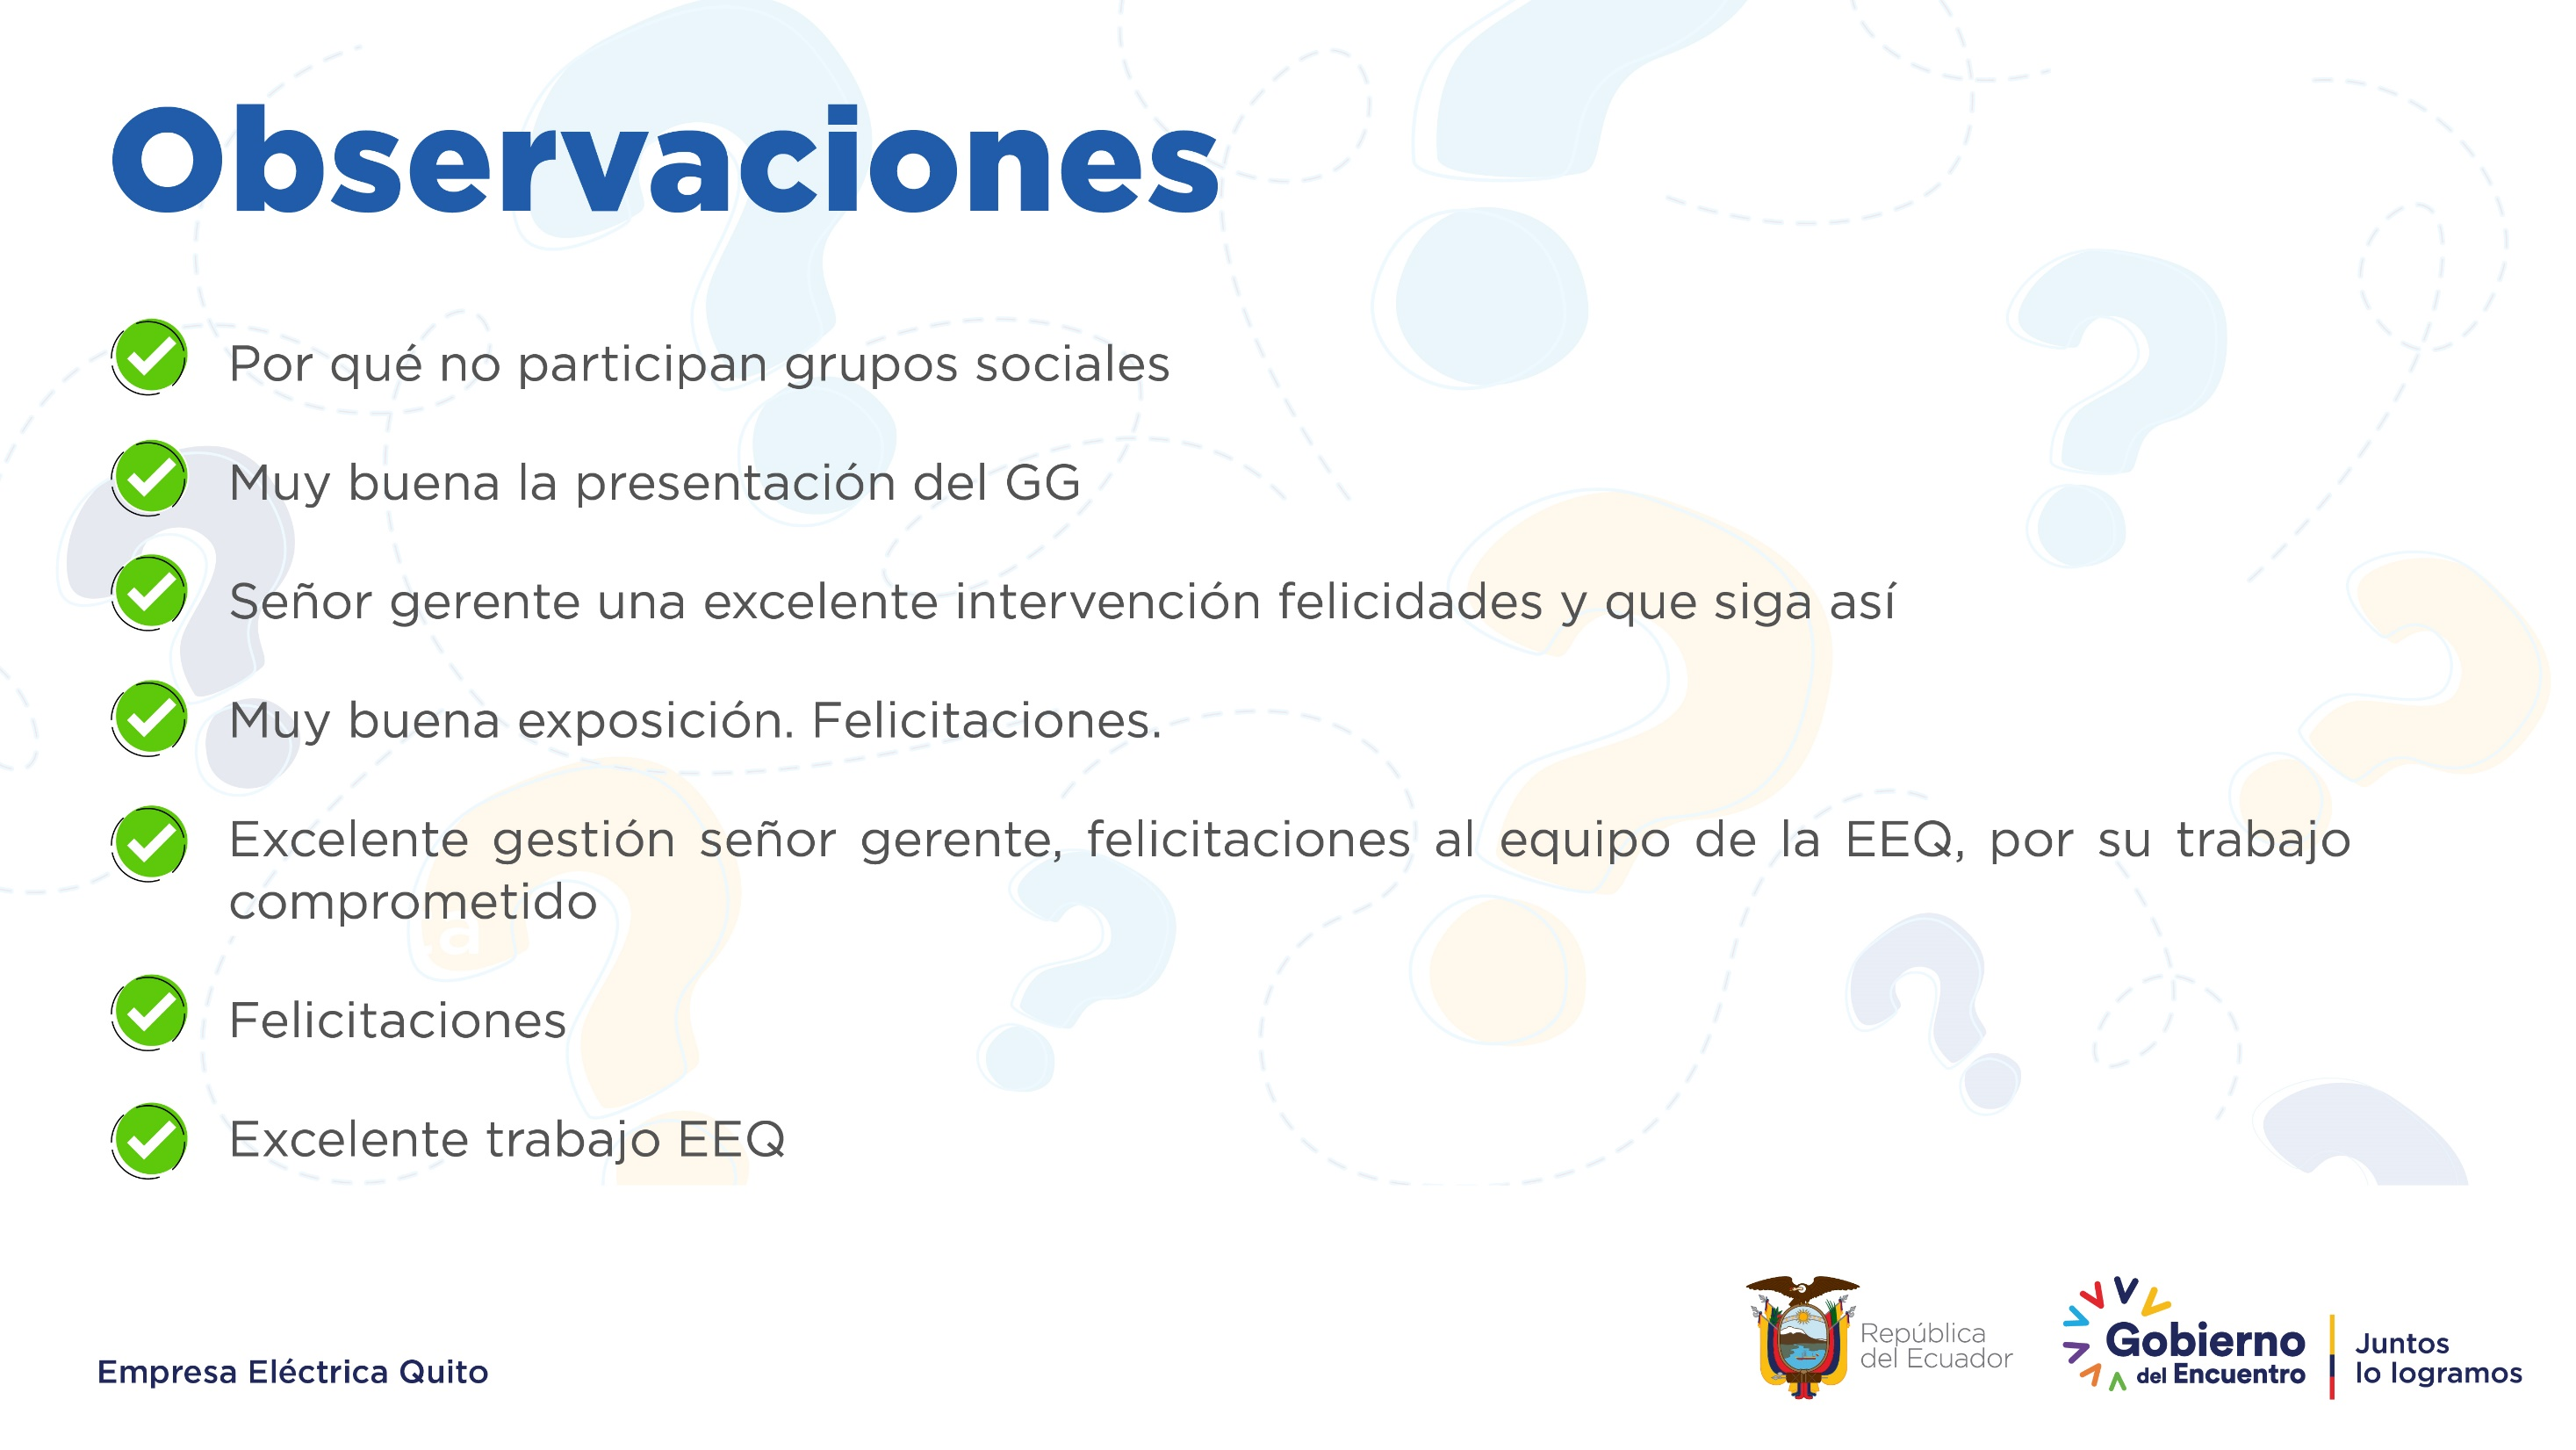 Observaciones
Por qué no participan grupos sociales
Muy buena la presentación del GG
Señor gerente una excelente intervención felicidades y que siga así
Muy buena exposición. Felicitaciones.
Excelente gestión señor gerente, felicitaciones al equipo de la EEQ, por su trabajo
comprometido
Felicitaciones
Excelente trabajo EEQ
Empresa Eléctrica Quito
República
del Ecuador
Gobierno
del Encuentro
Juntos
lo logramos